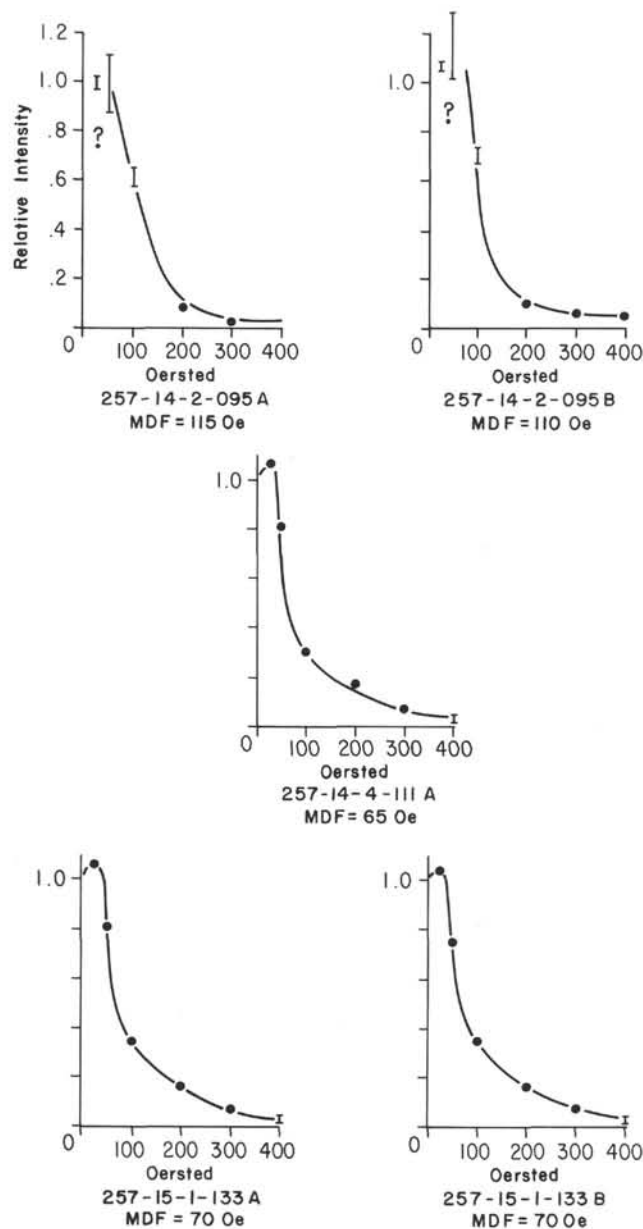 Relative Intensity
1.0
.8
.6
.4
.2
0
?
100 200 300 400
Oersted
257-14-2-095 A
MDF = 115 Oe
1.0
?
0
100 200 300 400
Oersted
257-14-2-095 B
MDF = 110 Oe
1.0
0
100 200 300 400
Oersted
257-14-4-111 A
MDF = 65 Oe
1.0
0
100 200 300 400
Oersted
257-15-1-133 A
MDF = 70 Oe
1.0
0
100 200 300 400
Oersted
257-15-1-133 B
MDF = 70 Oe